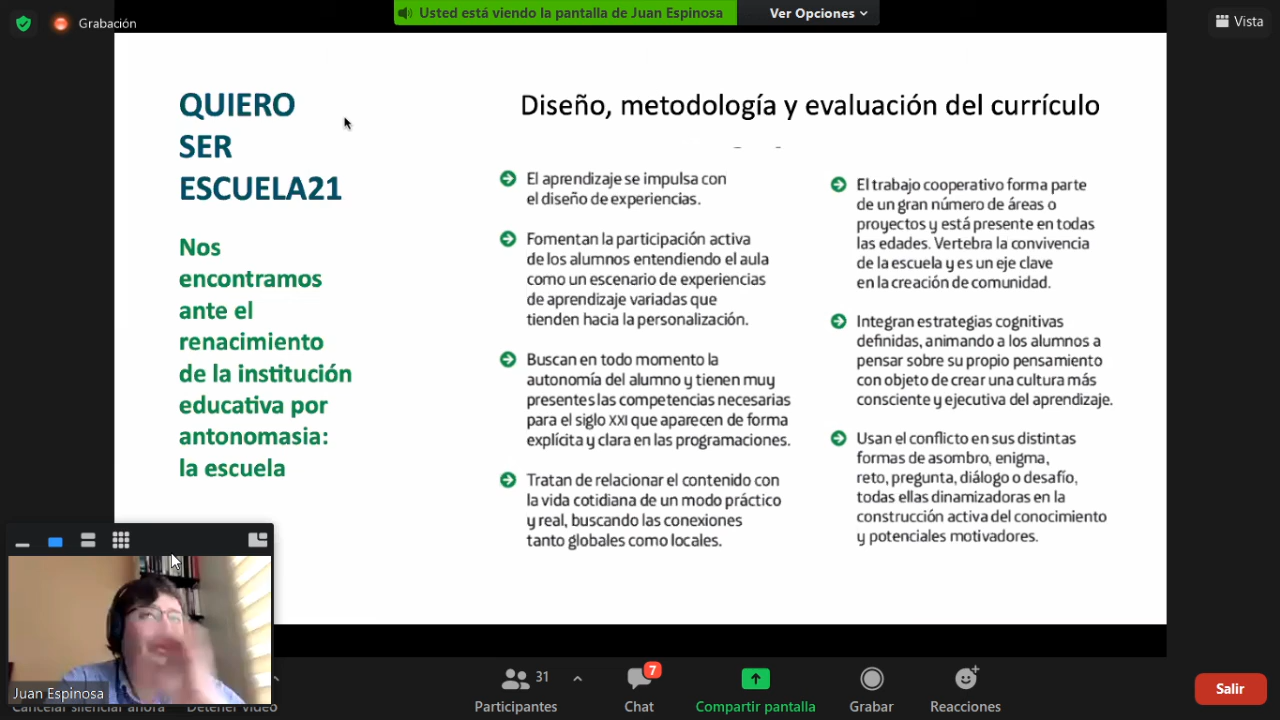 Grabación
Usted está viendo la pantalla de Juan Espinosa
Ver Opciones
Vista
QUIERO
SER
ESCUELA21
Nos
encontramos
ante el
renacimiento
de la institución
educativa por
antonomasia:
la escuela
Diseño, metodología y evaluación del currículo
El aprendizaje se impulsa con
el diseño de experiencias.
Fomentan la participación activa
de los alumnos entendiendo el aula
como un escenario de experiencias
de aprendizaje variadas que
tienden hacia la personalización.
Buscan en todo momento la
autonomía del alumno y tienen muy
presentes las competencias necesarias
para el siglo XXI que aparecen de forma
explícita y clara en las programaciones.
Tratan de relacionar el contenido con
la vida cotidiana de un modo práctico
y real, buscando las conexiones
tanto globales como locales.
El trabajo cooperativo forma parte
de un gran número de áreas o
proyectos y está presente en todas
las edades. Vertebra la convivencia
de la escuela y es un eje clave
en la creación de comunidad.
Integran estrategias cognitivas
definidas, animando a los alumnos a
pensar sobre su propio pensamiento
con objeto de crear una cultura más
consciente y ejecutiva del aprendizaje.
Usan el conflicto en sus distintas
formas de asombro, enigma,
reto, pregunta, diálogo o desafío,
todas ellas dinamizadoras en la
construcción activa del conocimiento
y potenciales motivadores.
Juan Espinosa
Cancelar silenciar ahora
Detener video
31
Participantes
7
Chat
Compartir pantalla
Grabar
Reacciones
Salir